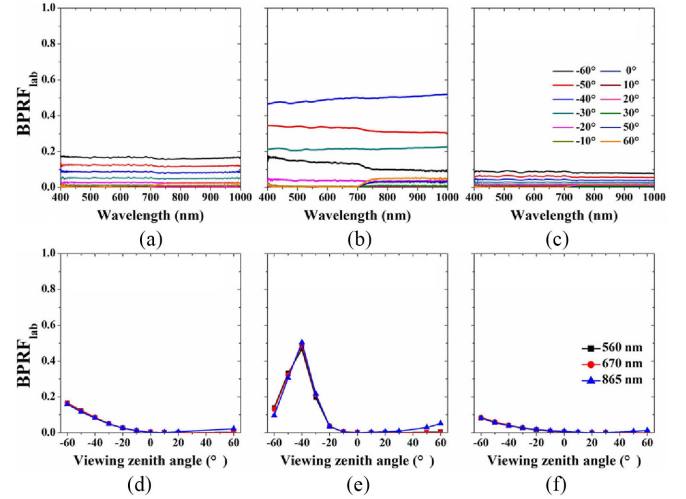 BPRFlab
1.0
0.8
0.6
0.4
0.2
0.0
400 500 600 700 800 900 1000
400 500 600 700 800 900 1000
400 500 600 700 800 900 1000
-60° 0°
-50° 10°
-40° 20°
-30° 30°
-20° 50°
-10° 60°
Wavelength (nm)
Wavelength (nm)
Wavelength (nm)
(a)
(b)
(c)
BPRFlab
1.0
0.8
0.6
0.4
0.2
0.0
-60 -40 -20 0 20 40 60
-60 -40 -20 0 20 40 60
-60 -40 -20 0 20 40 60
560 nm
670 nm
865 nm
Viewing zenith angle (° )
Viewing zenith angle (° )
Viewing zenith angle (° )
(d)
(e)
(f)